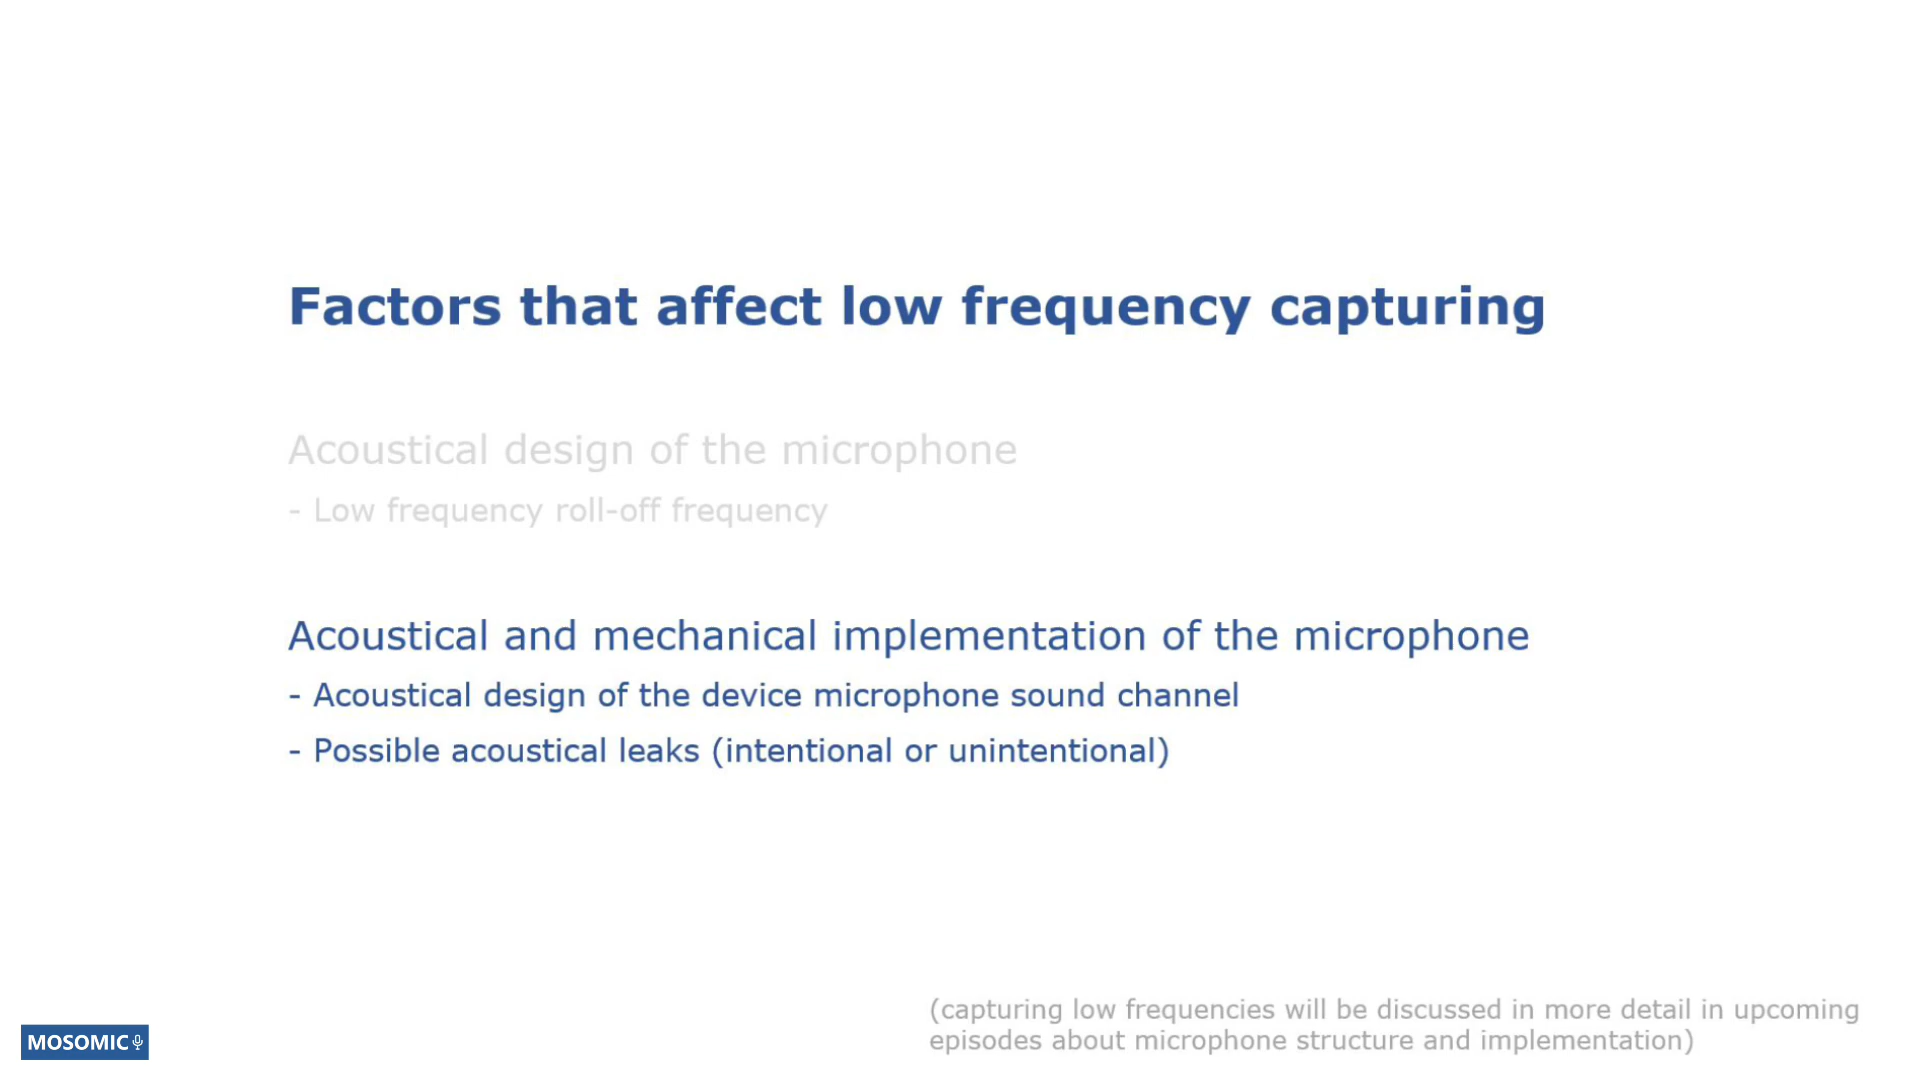 Factors that affect low frequency capturing
Acoustical design of the microphone
- Low frequency roll-off frequency
Acoustical and mechanical implementation of the microphone
- Acoustical design of the device microphone sound channel
- Possible acoustical leaks (intentional or unintentional)
(capturing low frequencies will be discussed in more detail in upcoming
episodes about microphone structure and implementation)
MOSOMIC